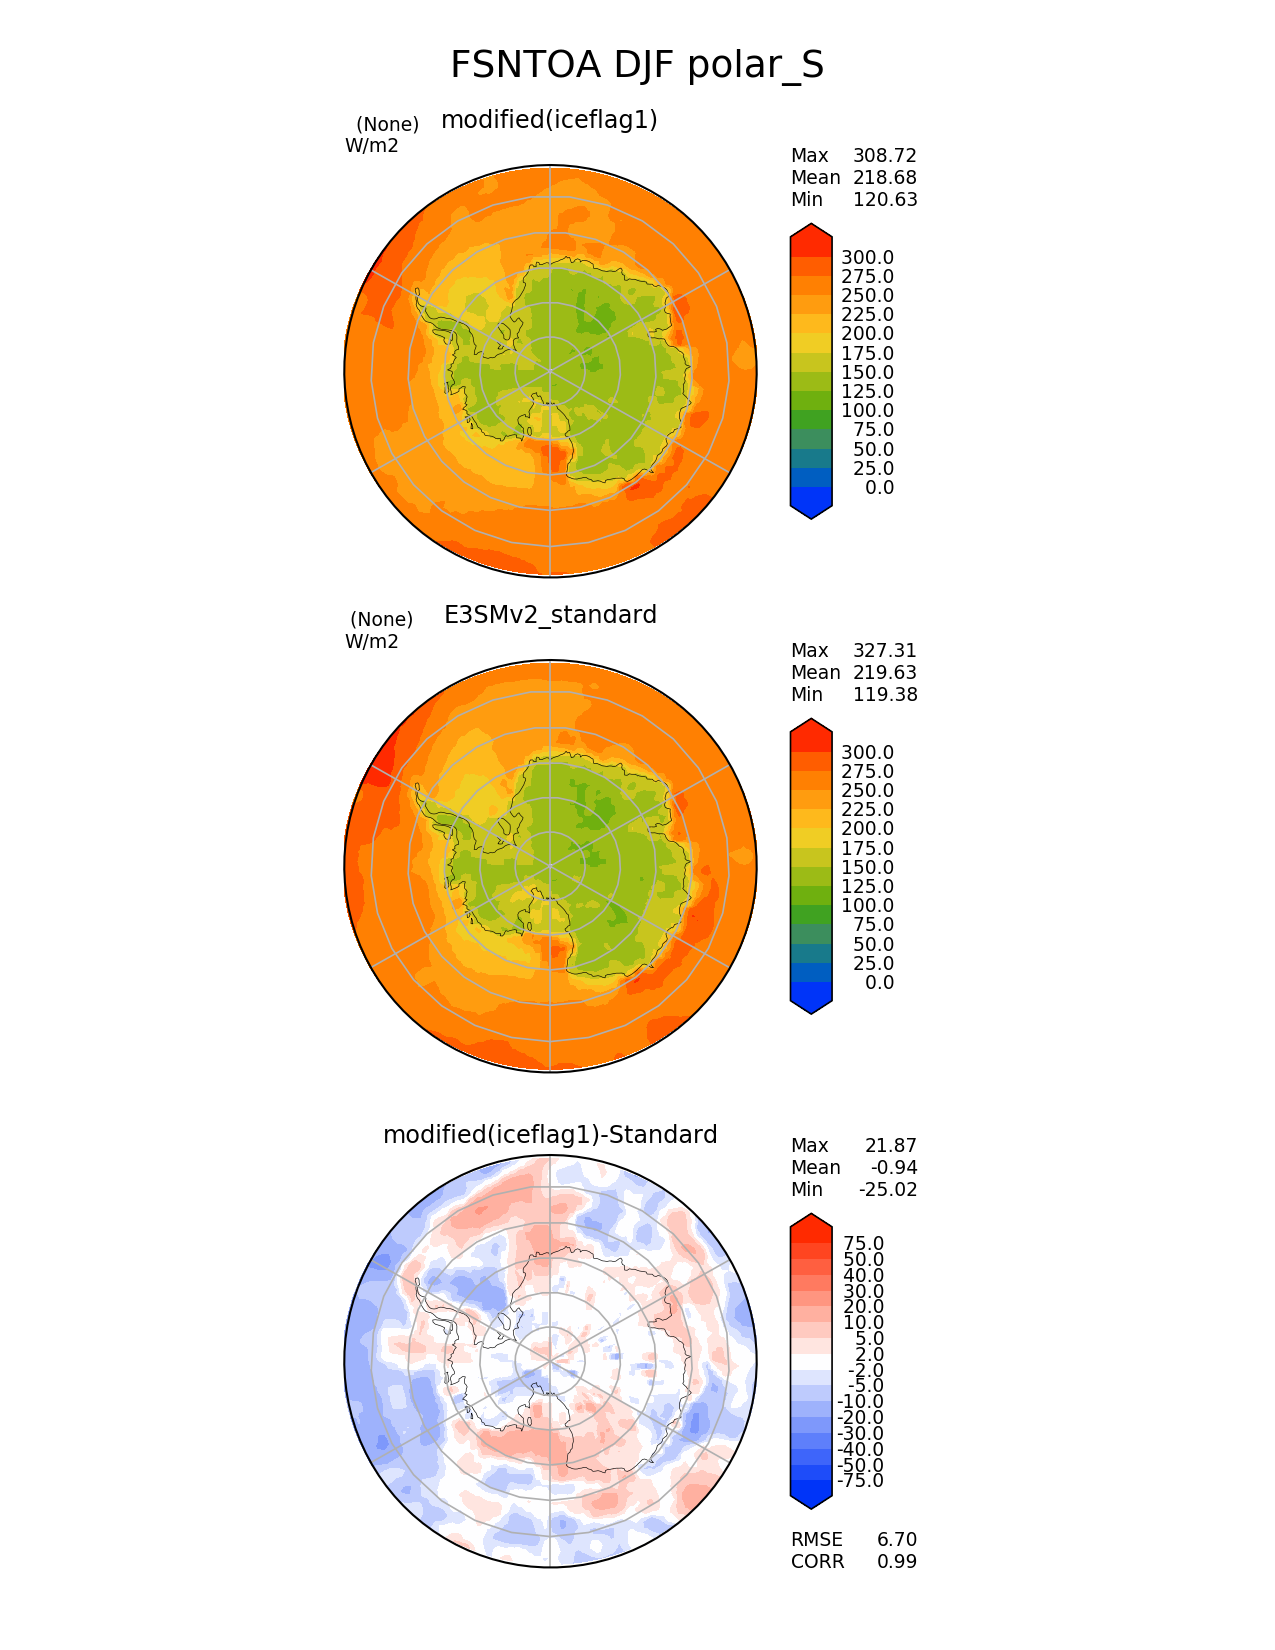 FSNTOA DJF polar_S
(None) modified(iceflag1)
W/m2
Max 308.72
Mean 218.68
Min 120.63
300.0
275.0
250.0
225.0
200.0
175.0
150.0
125.0
100.0
75.0
50.0
25.0
0.0
(None) E3SMv2_standard
W/m2
Max 327.31
Mean 219.63
Min 119.38
300.0
275.0
250.0
225.0
200.0
175.0
150.0
125.0
100.0
75.0
50.0
25.0
0.0
modified(iceflag1)-Standard
Max 21.87
Mean -0.94
Min -25.02
75.0
50.0
40.0
30.0
20.0
10.0
5.0
2.0
-2.0
-5.0
-10.0
-20.0
-30.0
-40.0
-50.0
-75.0
RMSE 6.70
CORR 0.99